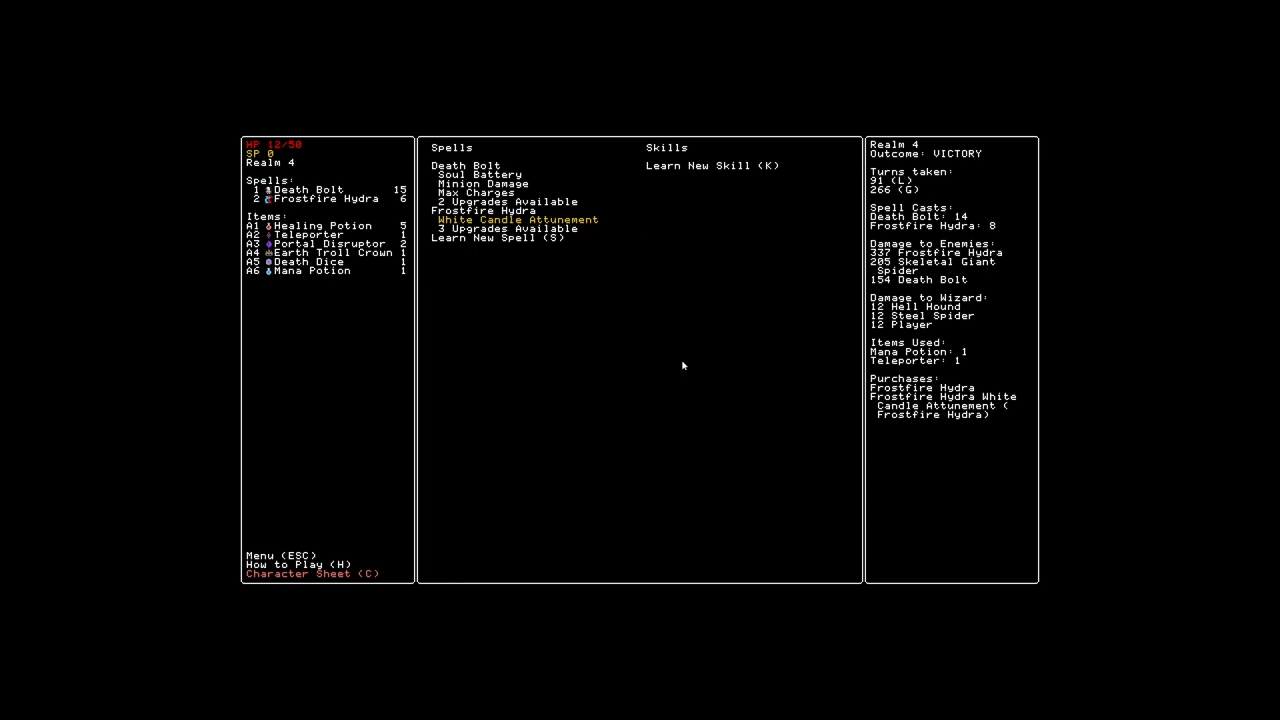 HP 12/50
SP 0
Realm 4
Spells:
1 Death Bolt 15
2 Frostfire Hydra 6
Items:
A1 Healing Potion 5
A2 Teleporter 1
A3 Portal Disruptor 2
A4 Earth Troll Crown 1
A5 Death Dice 1
A6 Mana Potion 1
Menu (ESC)
How to Play (H)
Character Sheet (C)
Spells
Death Bolt
Soul Battery
Minion Damage
Max Charges
2 Upgrades Available
Frostfire Hydra
White Candle Attunement
3 Upgrades Available
Learn New Spell (S)
Skills
Learn New Skill (K)
Realm 4
Outcome: VICTORY
Turns taken:
91 (L)
266 (G)
Spell Casts:
Death Bolt: 14
Frostfire Hydra: 8
Damage to Enemies:
337 Frostfire Hydra
205 Skeletal Giant
Spider
154 Death Bolt
Damage to Wizard:
12 Hell Hound
12 Steel Spider
12 Player
Items Used:
Mana Potion: 1
Teleporter: 1
Purchases:
Frostfire Hydra
Frostfire Hydra White
Candle Attunement (
Frostfire Hydra)